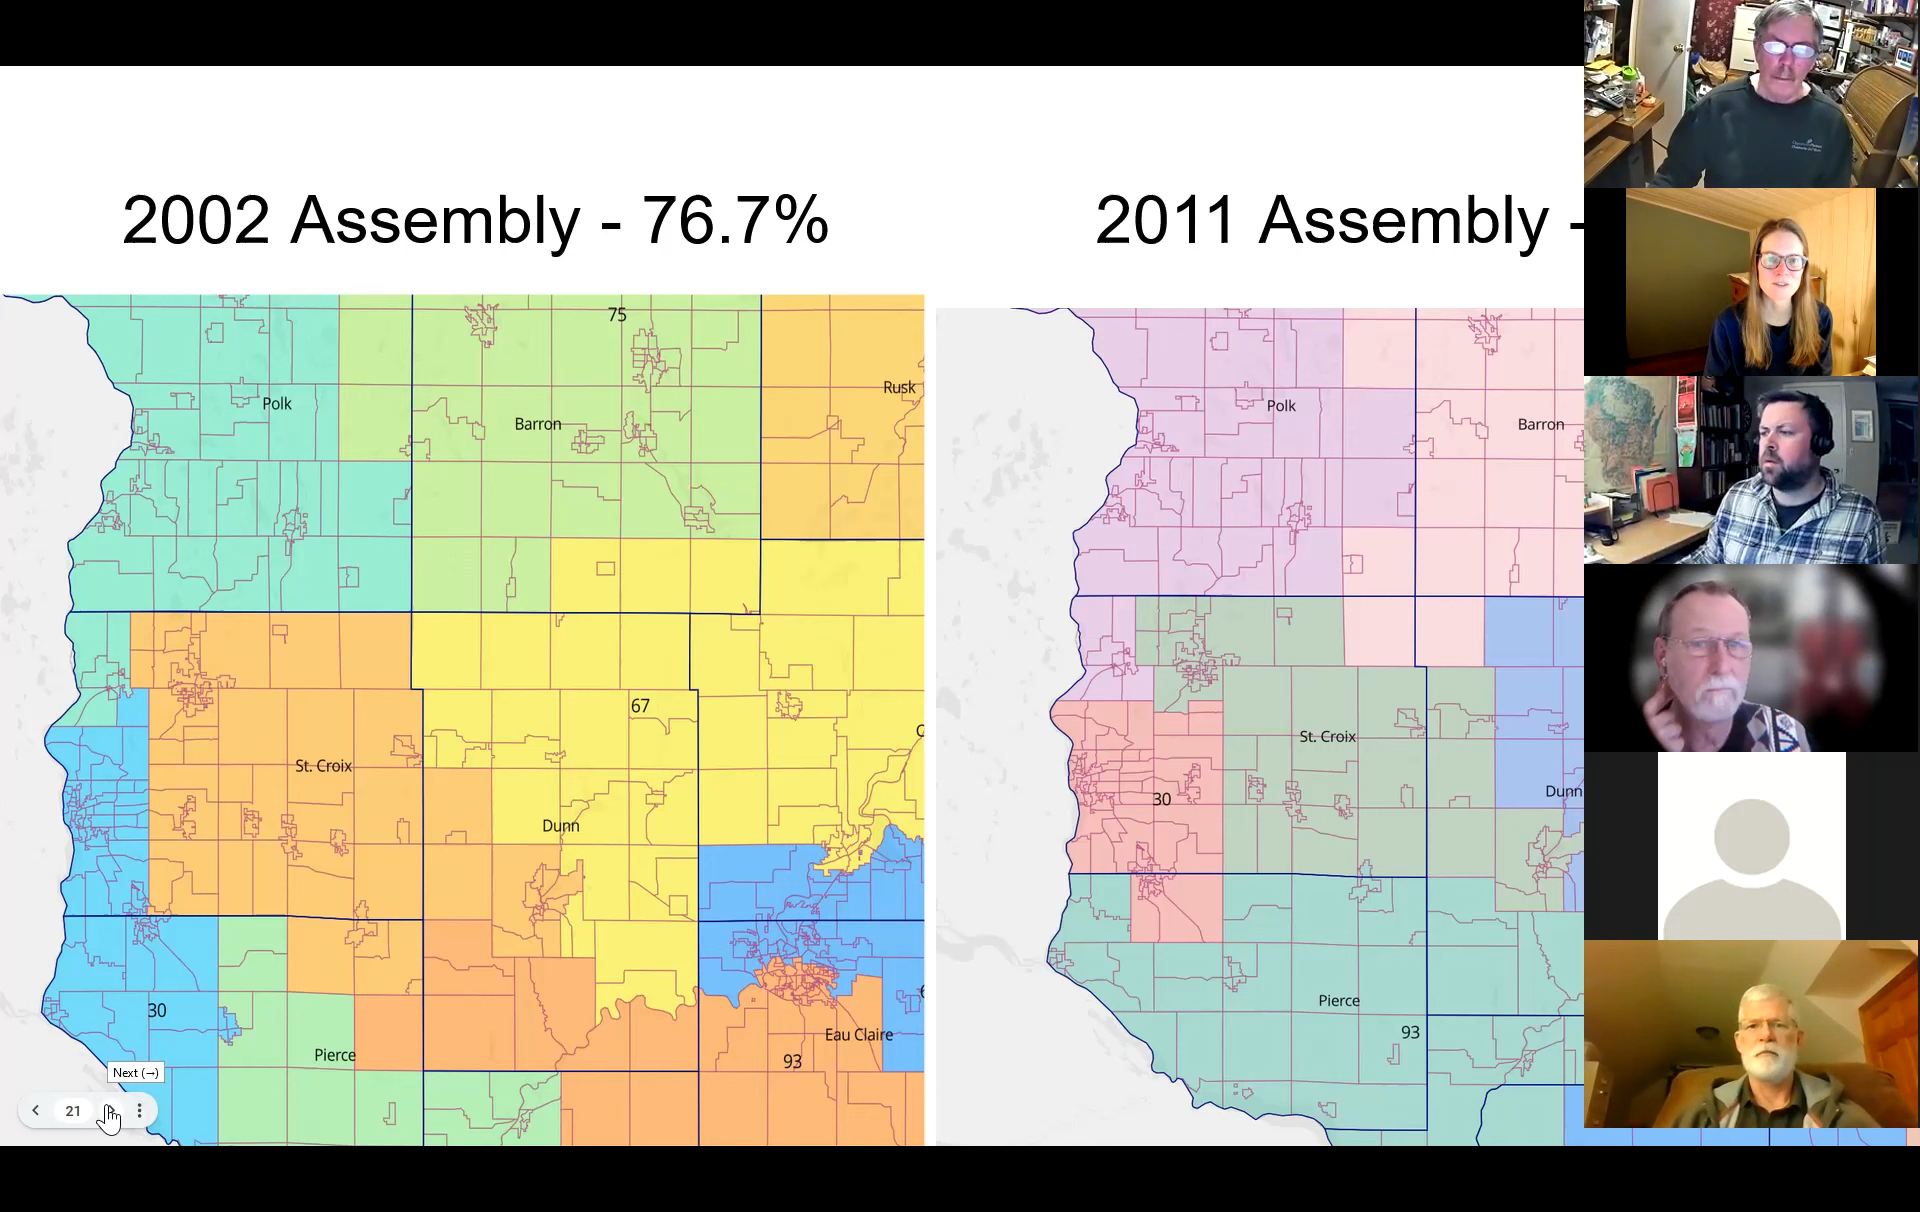 2002 Assembly - 76.7%
2011 Assembly -
75
Rusk
Polk
Barron
67
St. Croix
Dunn
30
Eau Claire
Pierce
93
Polk
Barron
St. Croix
Dunn
30
Pierce
93
Next (→)
21